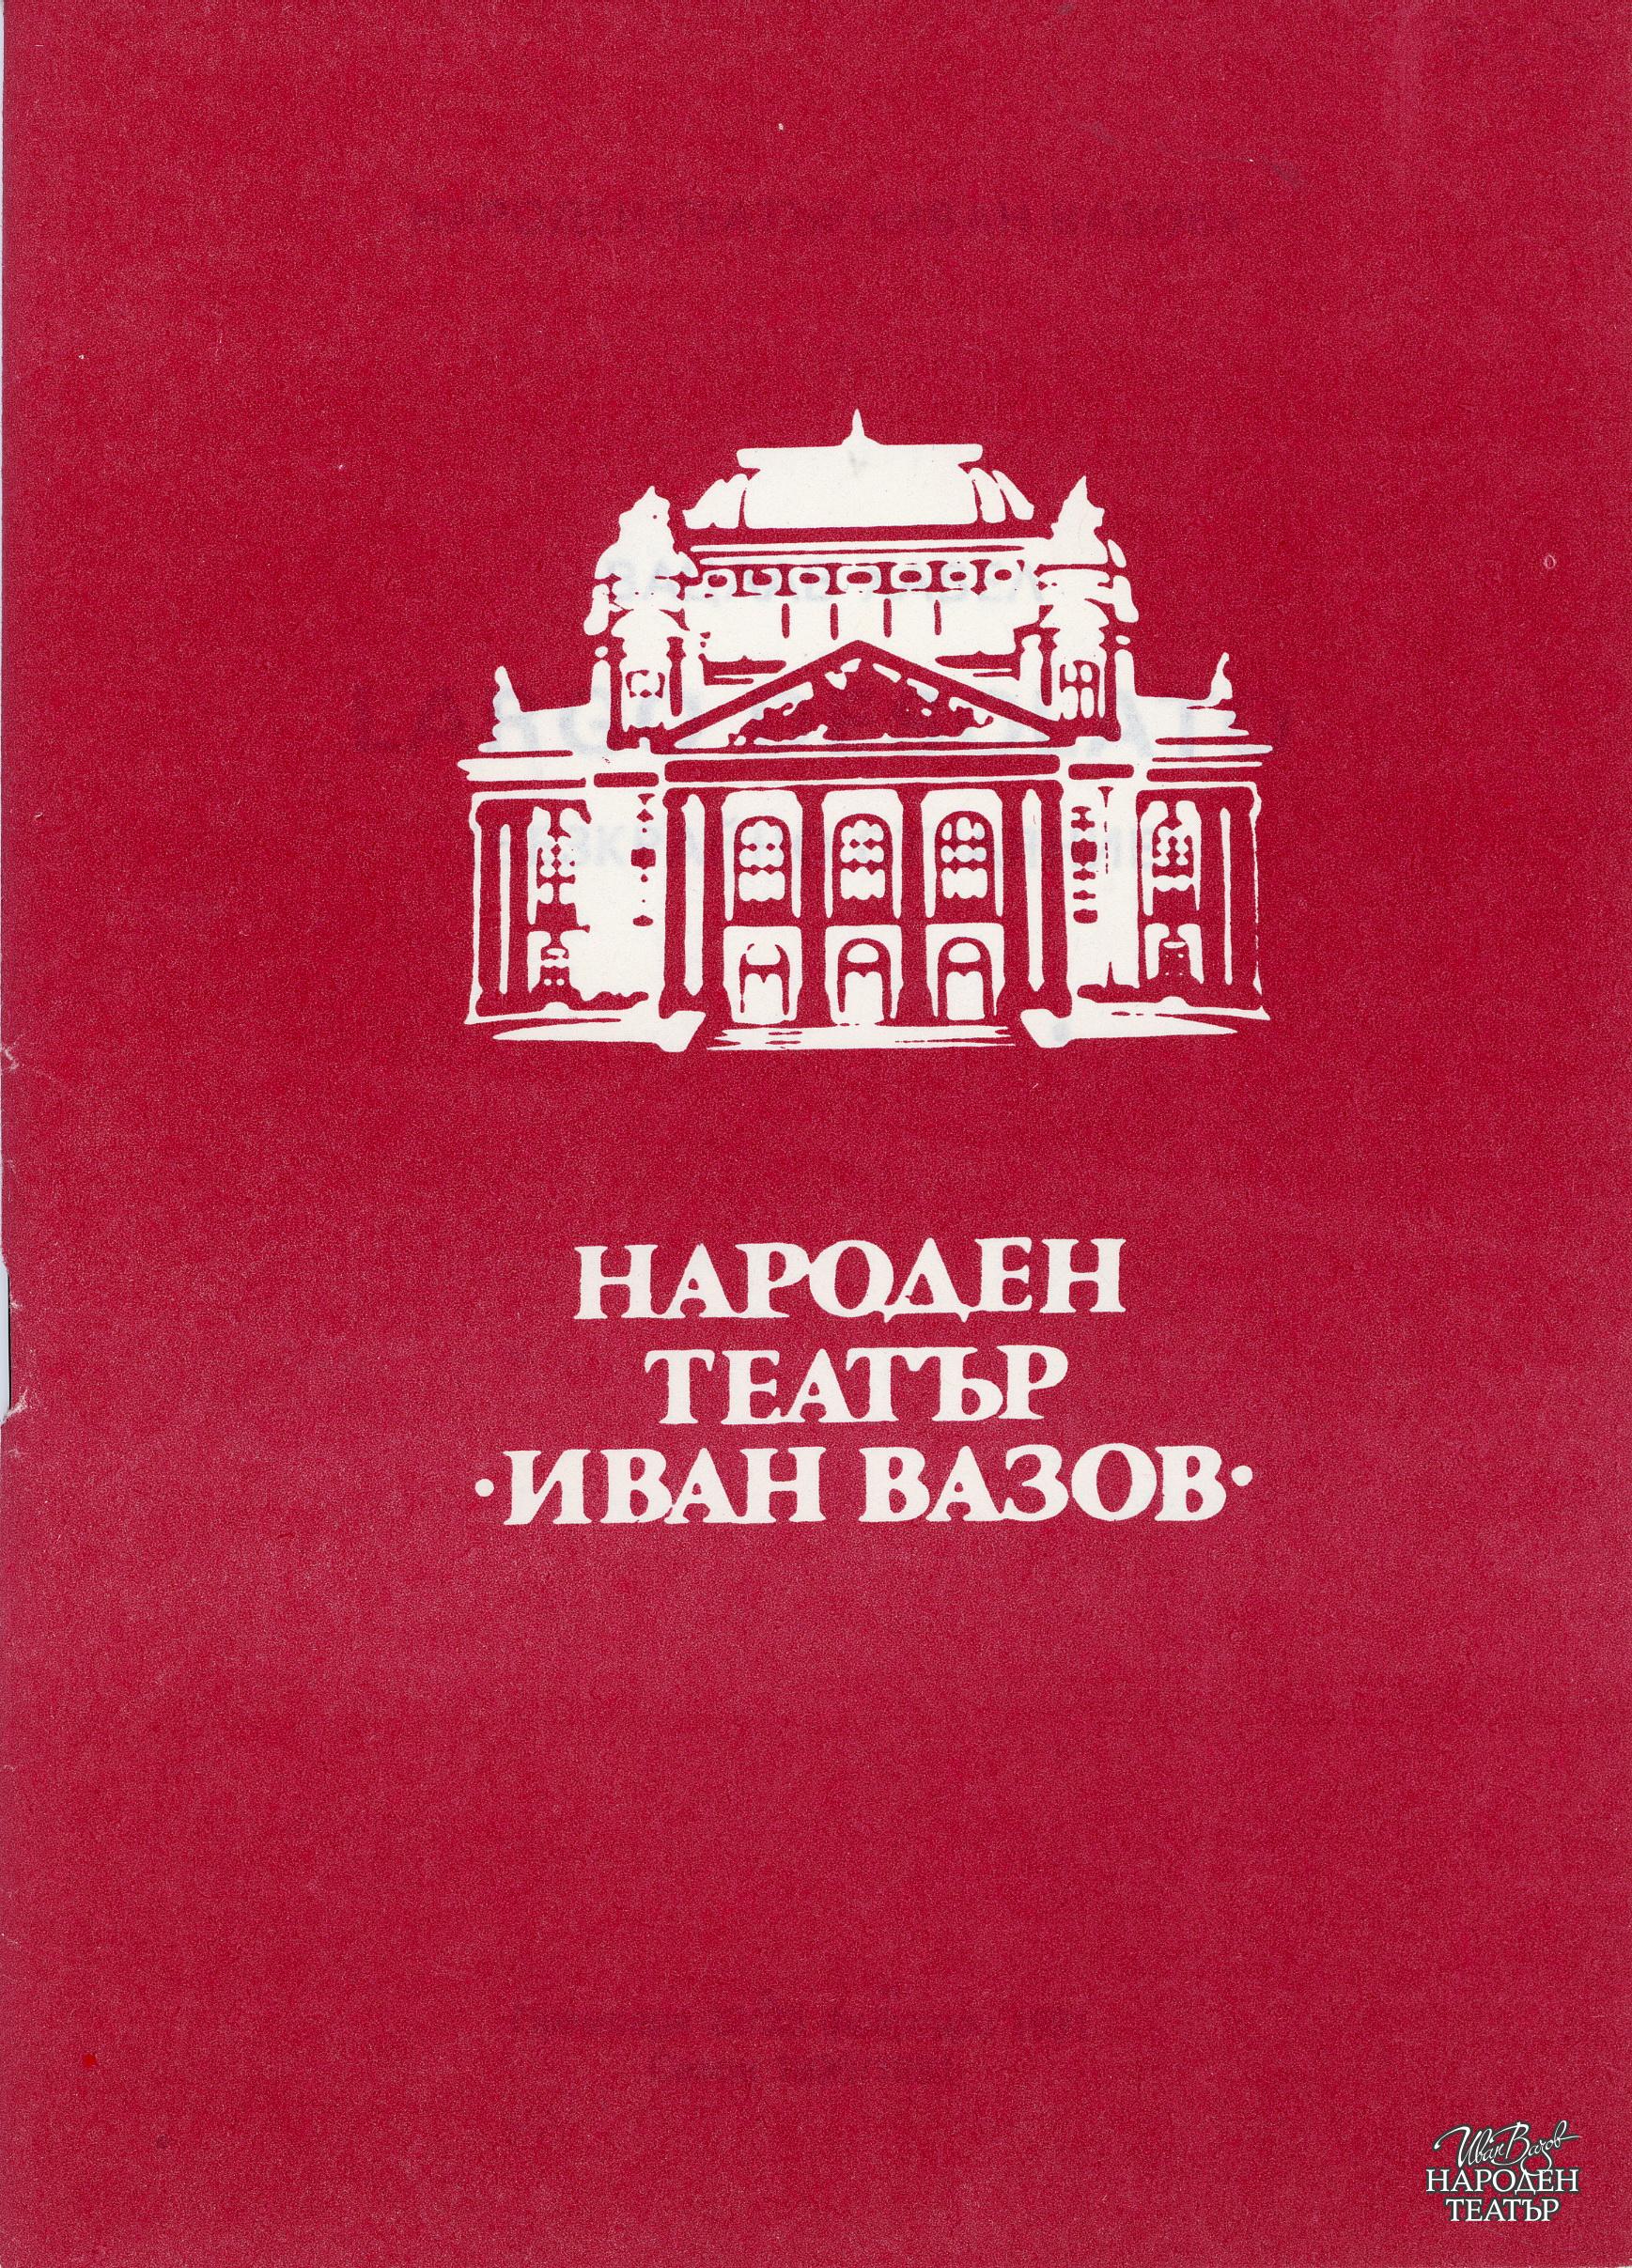 НАРОДЕН
ТЕАТЪР
·ИВАН ВАЗОВ·
Иван Вазов
НАРОДЕН
ТЕАТЪР